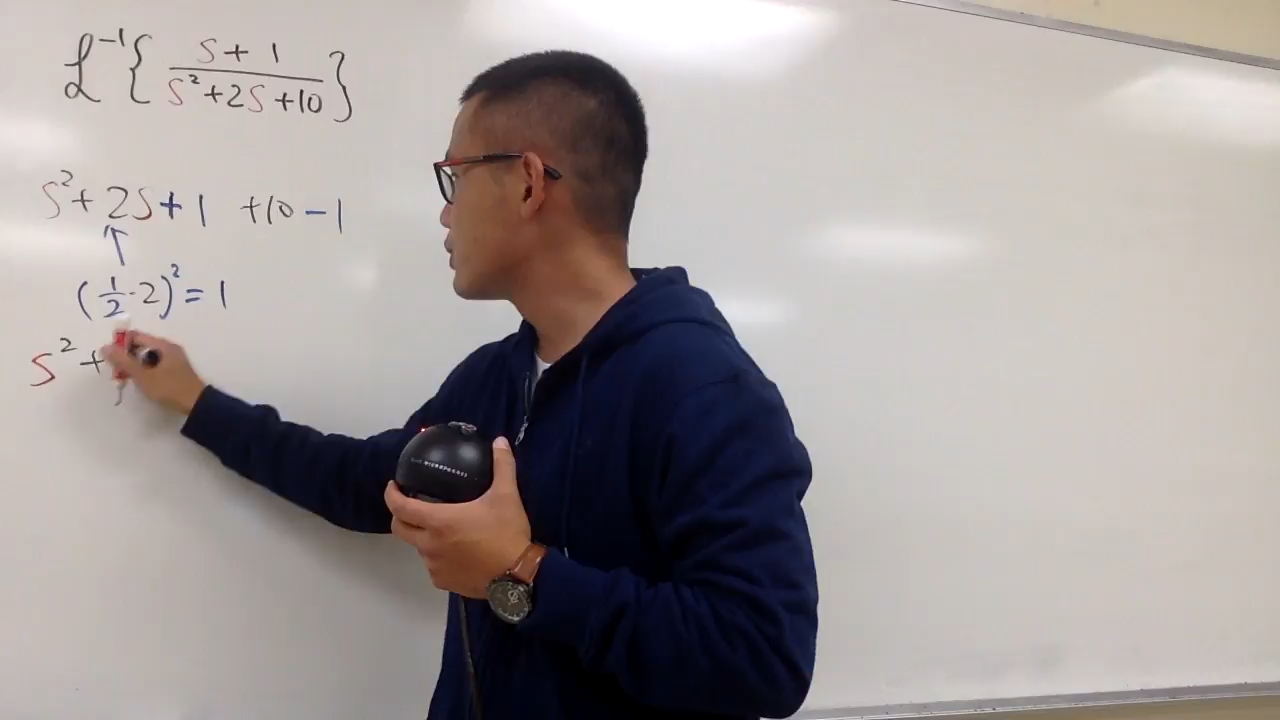 ℒ⁻¹{ (s + 1)/(s² + 2s + 10) }
s² + 2s + 1 + 10 − 1
(1/2 · 2)² = 1
s² +